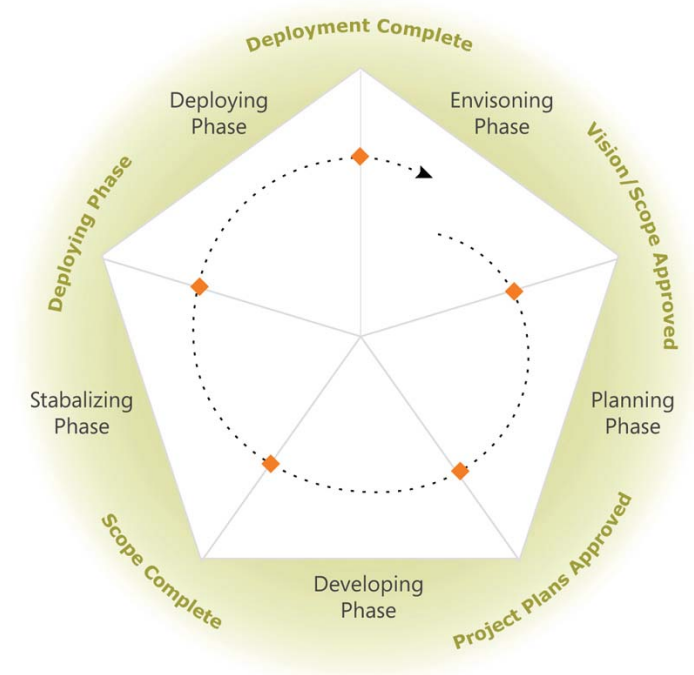 Deployment Complete
Deploying
Phase
Envisoning
Phase
Vision/Scope Approved
Deploying Phase
Stabalizing
Phase
Planning
Phase
Scope Complete
Developing
Phase
Project Plans Approved